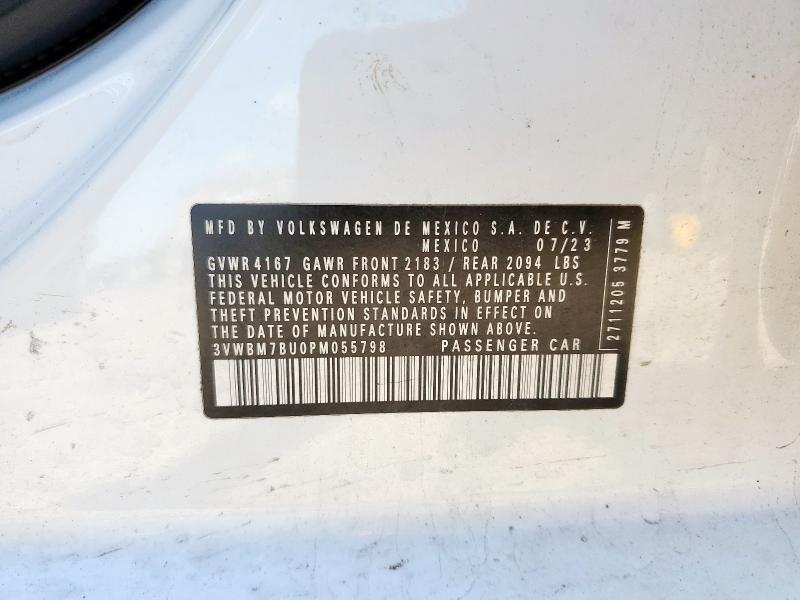 MFD BY VOLKSWAGEN DE MEXICO S.A. DE C.V.
MEXICO 07/23
GVWR 4167 GAWR FRONT 2183 / REAR 2094 LBS
THIS VEHICLE CONFORMS TO ALL APPLICABLE U.S.
FEDERAL MOTOR VEHICLE SAFETY, BUMPER AND
THEFT PREVENTION STANDARDS IN EFFECT ON
THE DATE OF MANUFACTURE SHOWN ABOVE.
3VWBM7BU0PM055798 PASSENGER CAR
27111205 3779 M